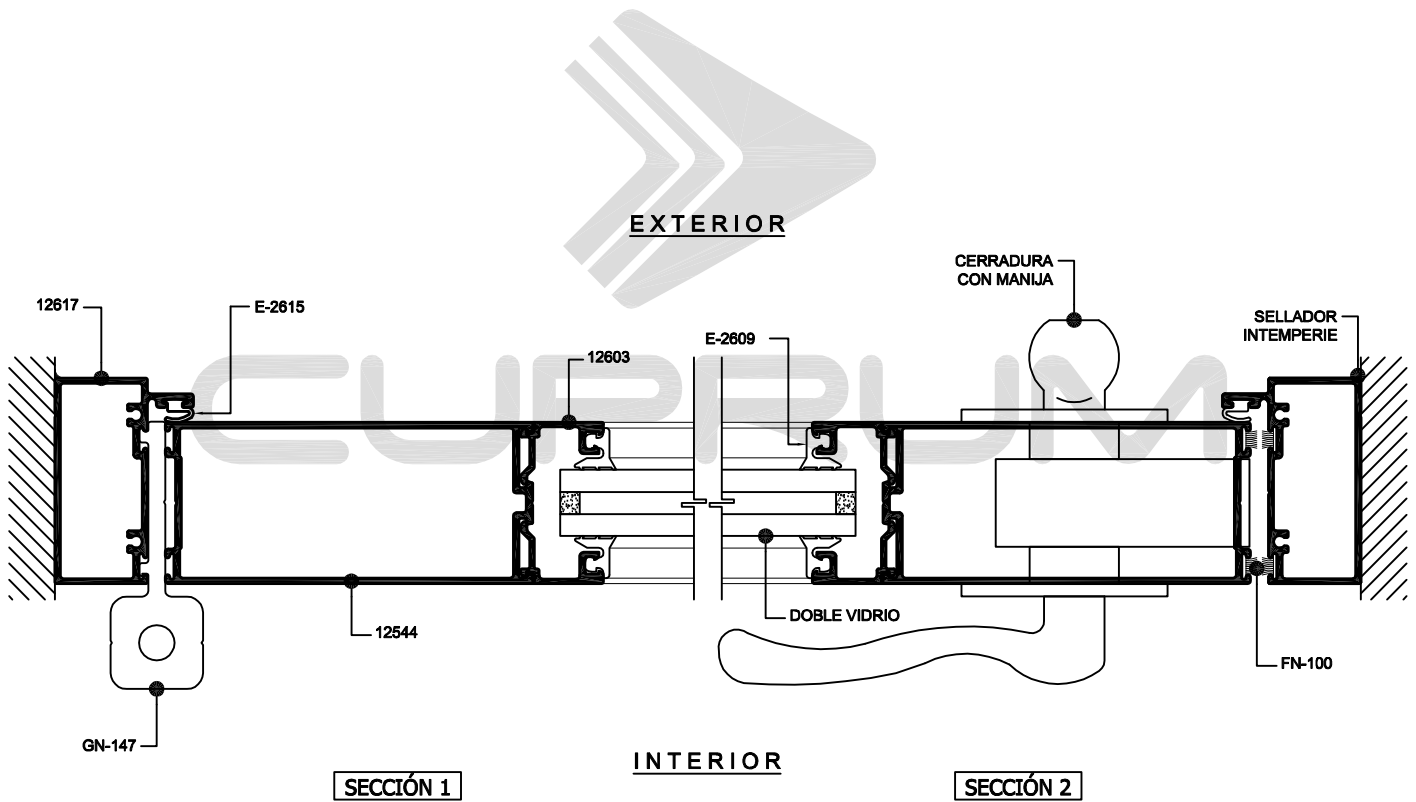 EXTERIOR
CERRADURA
CON MANIJA
12617
E-2615
SELLADOR
INTEMPERIE
E-2609
12603
CUPRUM
DOBLE VIDRIO
12544
FN-100
GN-147
INTERIOR
SECCIÓN 1
SECCIÓN 2